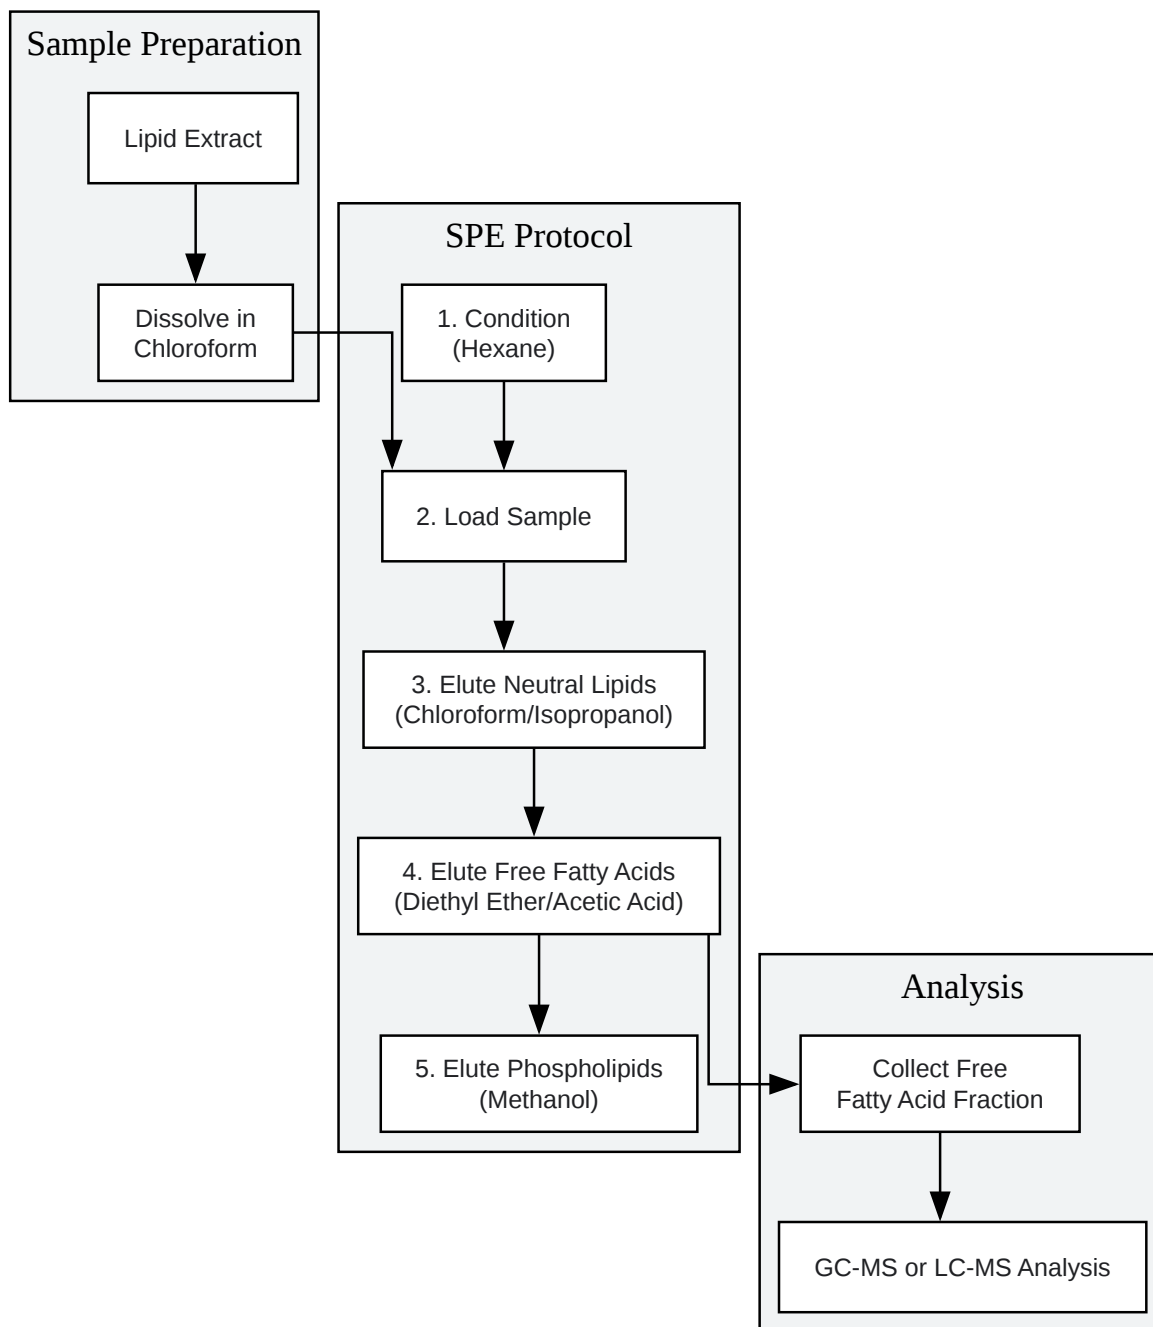 Sample Preparation
Lipid Extract
Dissolve in
Chloroform
SPE Protocol
1. Condition
(Hexane)
2. Load Sample
3. Elute Neutral Lipids
(Chloroform/Isopropanol)
4. Elute Free Fatty Acids
(Diethyl Ether/Acetic Acid)
5. Elute Phospholipids
(Methanol)
Analysis
Collect Free
Fatty Acid Fraction
GC-MS or LC-MS Analysis